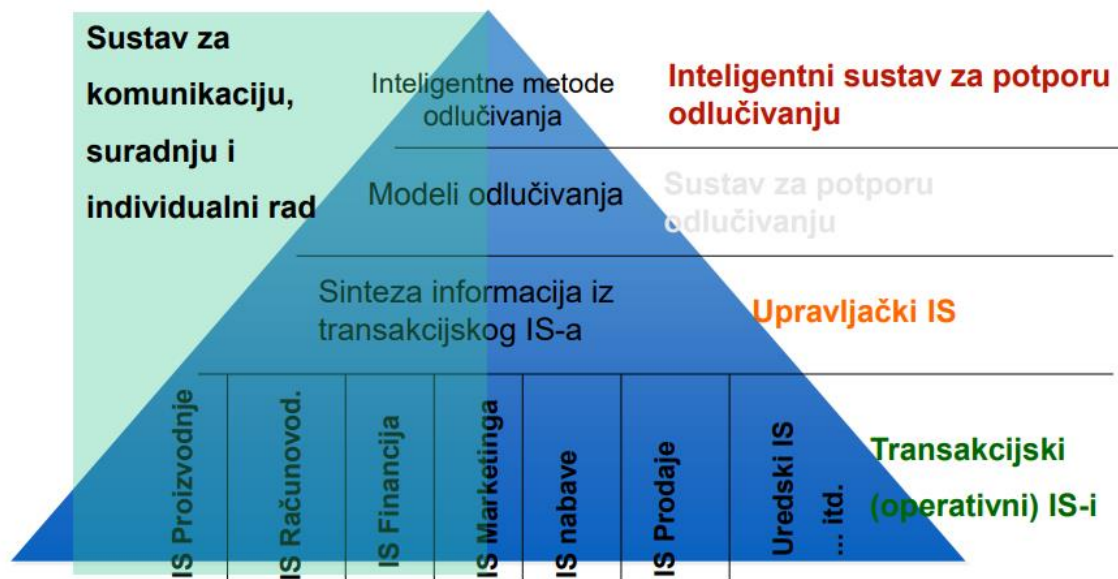 Sustav za
komunikaciju,
suradnju i
individualni rad
Inteligentne metode
odlučivanja
Inteligentni sustav za potporu
odlučivanju
Modeli odlučivanja
Sustav za potporu
odlučivanju
Sinteza informacija iz
transakcijskog IS-a
Upravljački IS
IS Proizvodnje
IS Računovod.
IS Financija
IS Marketinga
IS nabave
IS Prodaje
Uredski IS
... itd.
Transakcijski
(operativni) IS-i